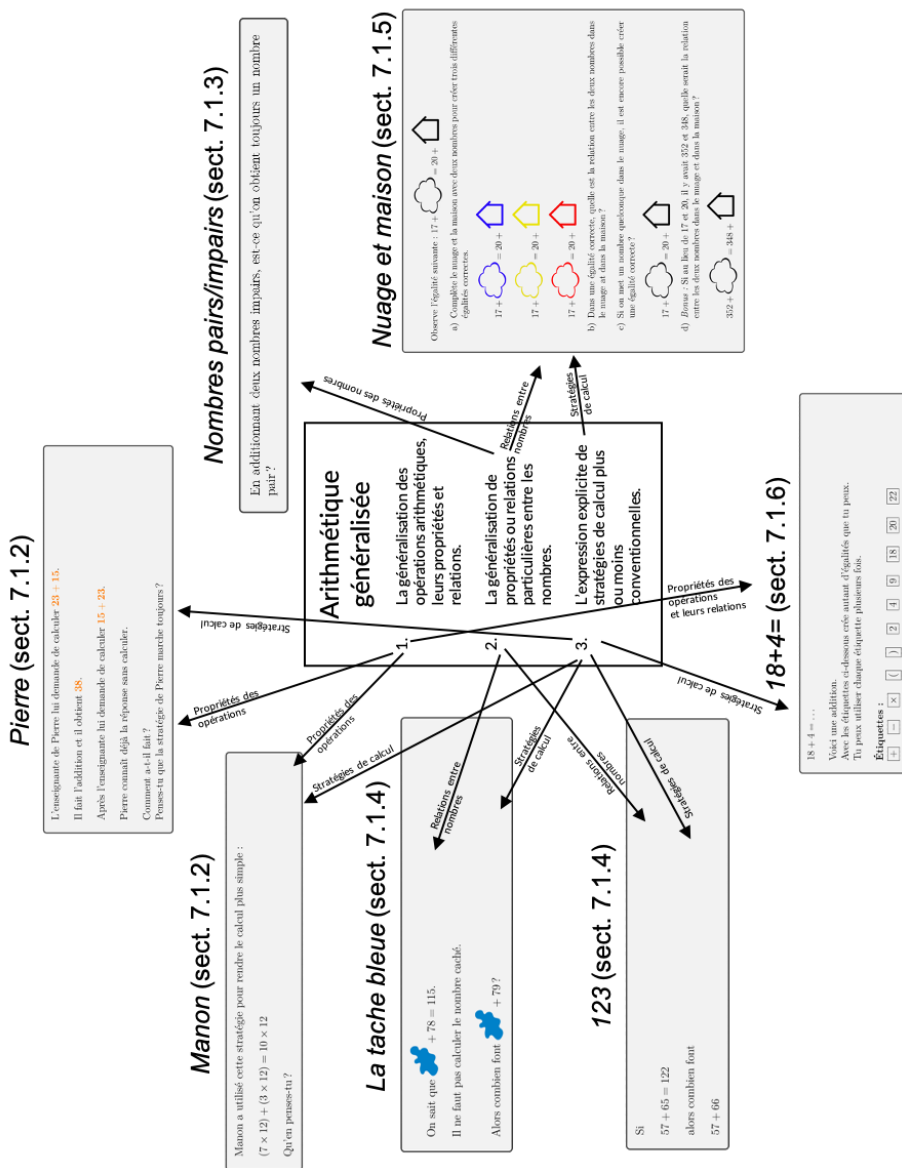 Pierre (sect. 7.1.2)
L'enseignante de Pierre lui demande de calculer 23 + 15.
Il fait l'addition et il obtient 38.
Après l'enseignante lui demande de calculer 15 + 23.
Pierre connaît déjà la réponse sans calculer.
Comment a-t-il fait ?
Penses-tu que la stratégie de Pierre marche toujours ?
Nombres pairs/impairs (sect. 7.1.3)
En additionnant deux nombres impairs, est-ce qu'on obtient toujours un nombre
pair ?
Manon (sect. 7.1.2)
Manon a utilisé cette stratégie pour rendre le calcul plus simple :
(7 × 12) + (3 × 12) = 10 × 12
Qu'en penses-tu ?
La tache bleue (sect. 7.1.4)
On sait que + 78 = 115.
Il ne faut pas calculer le nombre caché.
Alors combien font + 79 ?
123 (sect. 7.1.4)
Si
57 + 65 = 122
alors combien font
57 + 66
Arithmétique
généralisée
1. La généralisation des
opérations arithmétiques,
leurs propriétés et
relations.
2. La généralisation de
propriétés ou relations
particulières entre les
nombres.
3. L'expression explicite de
stratégies de calcul plus
ou moins
conventionnelles.
Propriétés des
opérations
Propriétés des
opérations
Stratégies de calcul
Stratégies de calcul
Relations entre
nombres
Stratégies
de calcul
Relations entre
nombres
Stratégies de calcul
Stratégies de calcul
Propriétés des
opérations
et leurs relations
Propriétés des nombres
Relations entre
nombres
Stratégies
de calcul
Nuage et maison (sect. 7.1.5)
Observe l'égalité suivante : 17 + = 20 +
a) Complète le nuage et la maison avec deux nombres pour créer trois différentes
égalités correctes.
17 + = 20 +
17 + = 20 +
17 + = 20 +
b) Dans une égalité correcte, quelle est la relation entre les deux nombres dans
le nuage at dans la maison ?
c) Si on met un nombre quelconque dans le nuage, il est encore possible créer
une égalité correcte ?
17 + = 20 +
d) Bonus : Si au lieu de 17 et 20, il y avait 352 et 348, quelle serait la relation
entre les deux nombres dans le nuage et dans la maison ?
352 + = 348 +
18+4= (sect. 7.1.6)
18 + 4 = . . .
Voici une addition.
Avec les étiquettes ci-dessous crée autant d'égalités que tu peux.
Tu peux utiliser chaque étiquette plusieurs fois.
Étiquettes :
+ − × ( ) 2 4 9 18 20 22